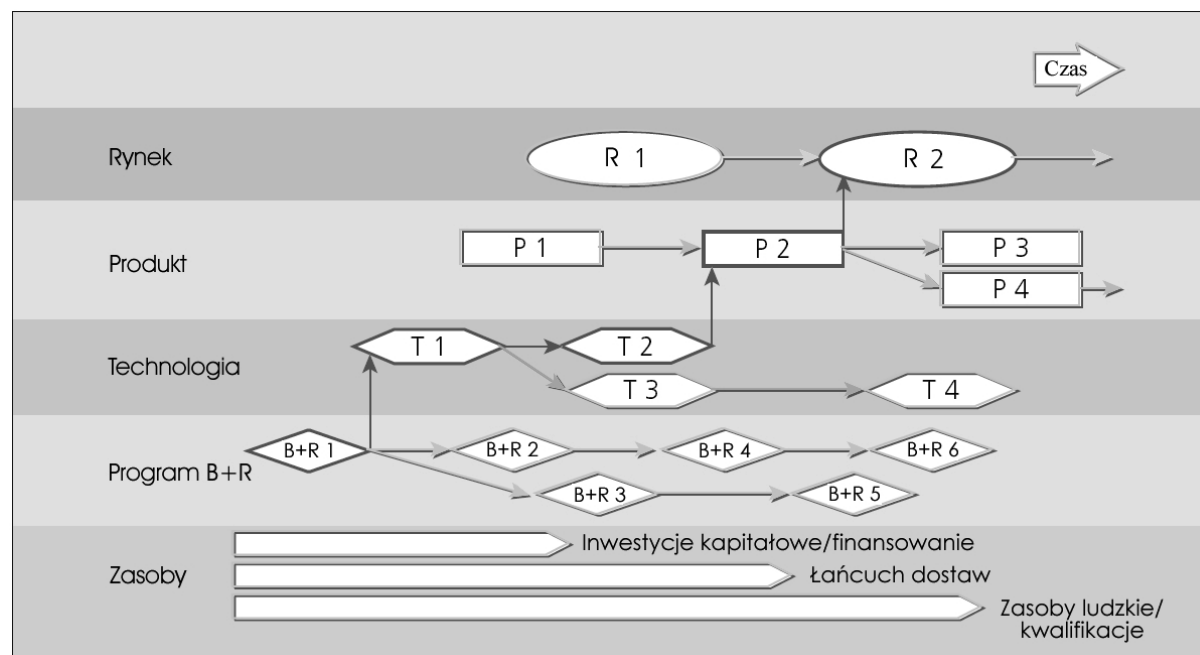 Czas
Rynek
R 1
R 2
Produkt
P 1
P 2
P 3
P 4
Technologia
T 1
T 2
T 3
T 4
Program B+R
B+R 1
B+R 2
B+R 4
B+R 6
B+R 3
B+R 5
Zasoby
Inwestycje kapitałowe/finansowanie
Łańcuch dostaw
Zasoby ludzkie/
kwalifikacje